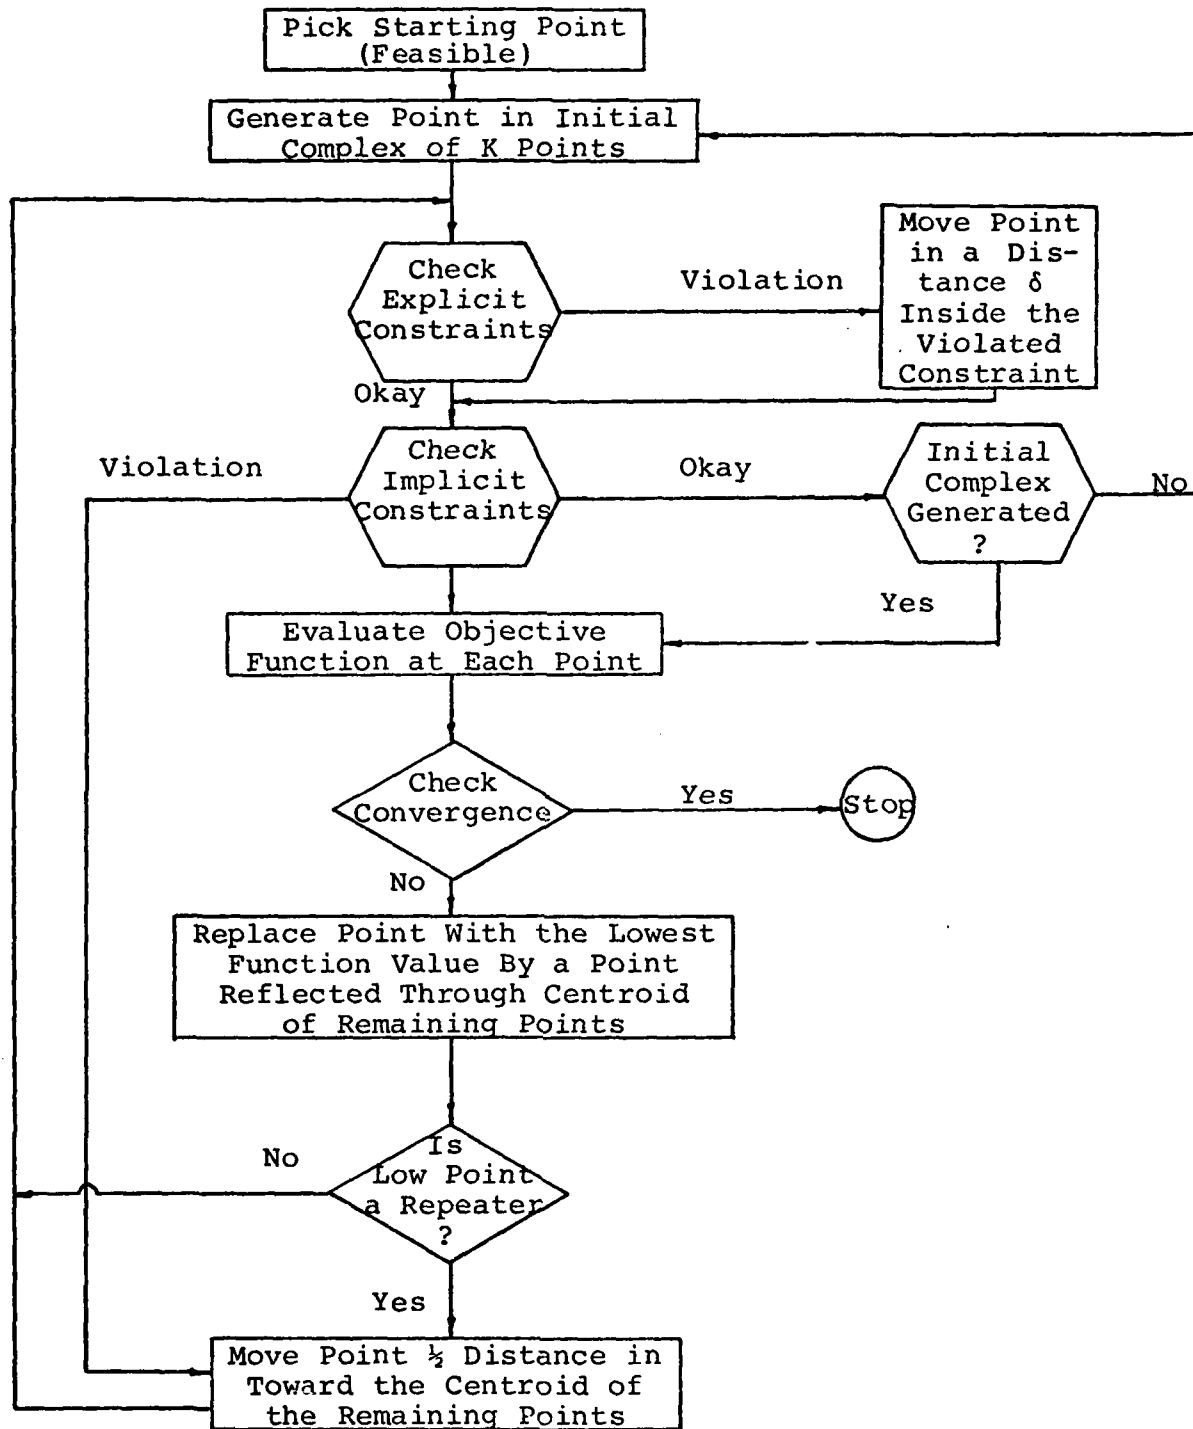 Pick Starting Point
(Feasible)
Generate Point in Initial
Complex of K Points
Check
Explicit
Constraints
Violation
Move Point
in a Dis-
tance δ
Inside the
Violated
Constraint
Okay
Check
Implicit
Constraints
Violation
Okay
Initial
Complex
Generated
?
No
Yes
Evaluate Objective
Function at Each Point
Check
Convergence
Yes
Stop
No
Replace Point With the Lowest
Function Value By a Point
Reflected Through Centroid
of Remaining Points
Is
Low Point
a Repeater
?
No
Yes
Move Point ½ Distance in
Toward the Centroid of
the Remaining Points